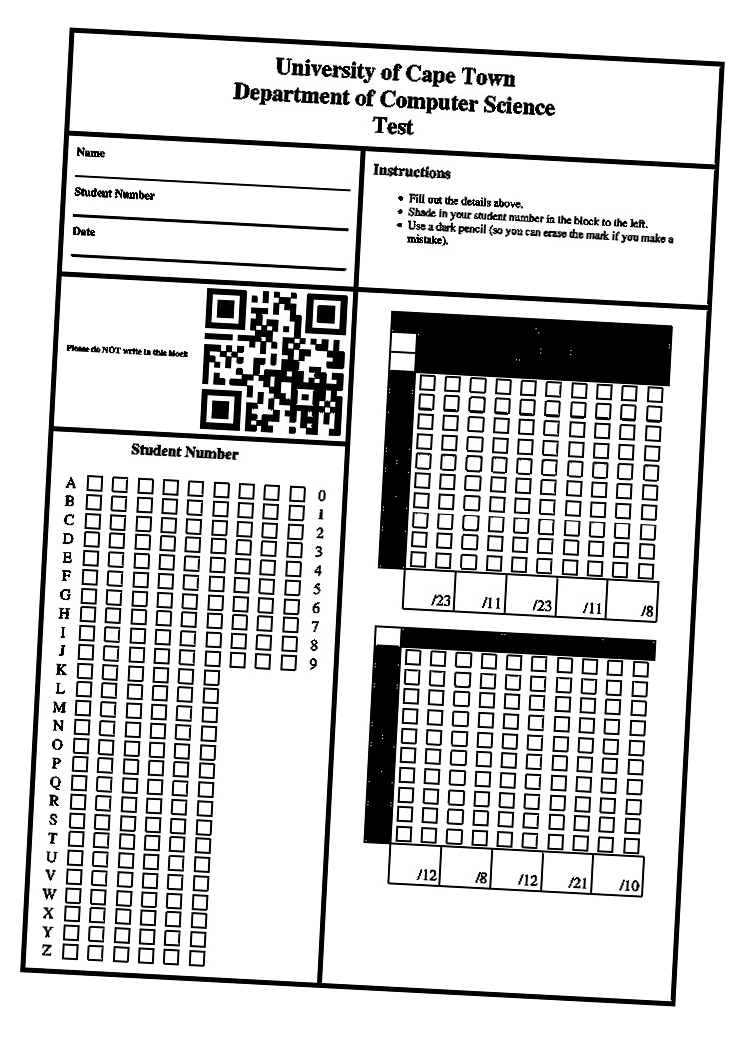 University of Cape Town
Department of Computer Science
Test
Name
Student Number
Date
Instructions
• Fill out the details above.
• Shade in your student number in the block to the left.
• Use a dark pencil (so you can erase the mark if you make a
mistake).
Please do NOT write in this block
Student Number
A 0
B 1
C 2
D 3
E 4
F 5
G 6
H 7
I 8
J 9
K
L
M
N
O
P
Q
R
S
T
U
V
W
X
Y
Z
/23 /11 /23 /11 /8
/12 /8 /12 /21 /10